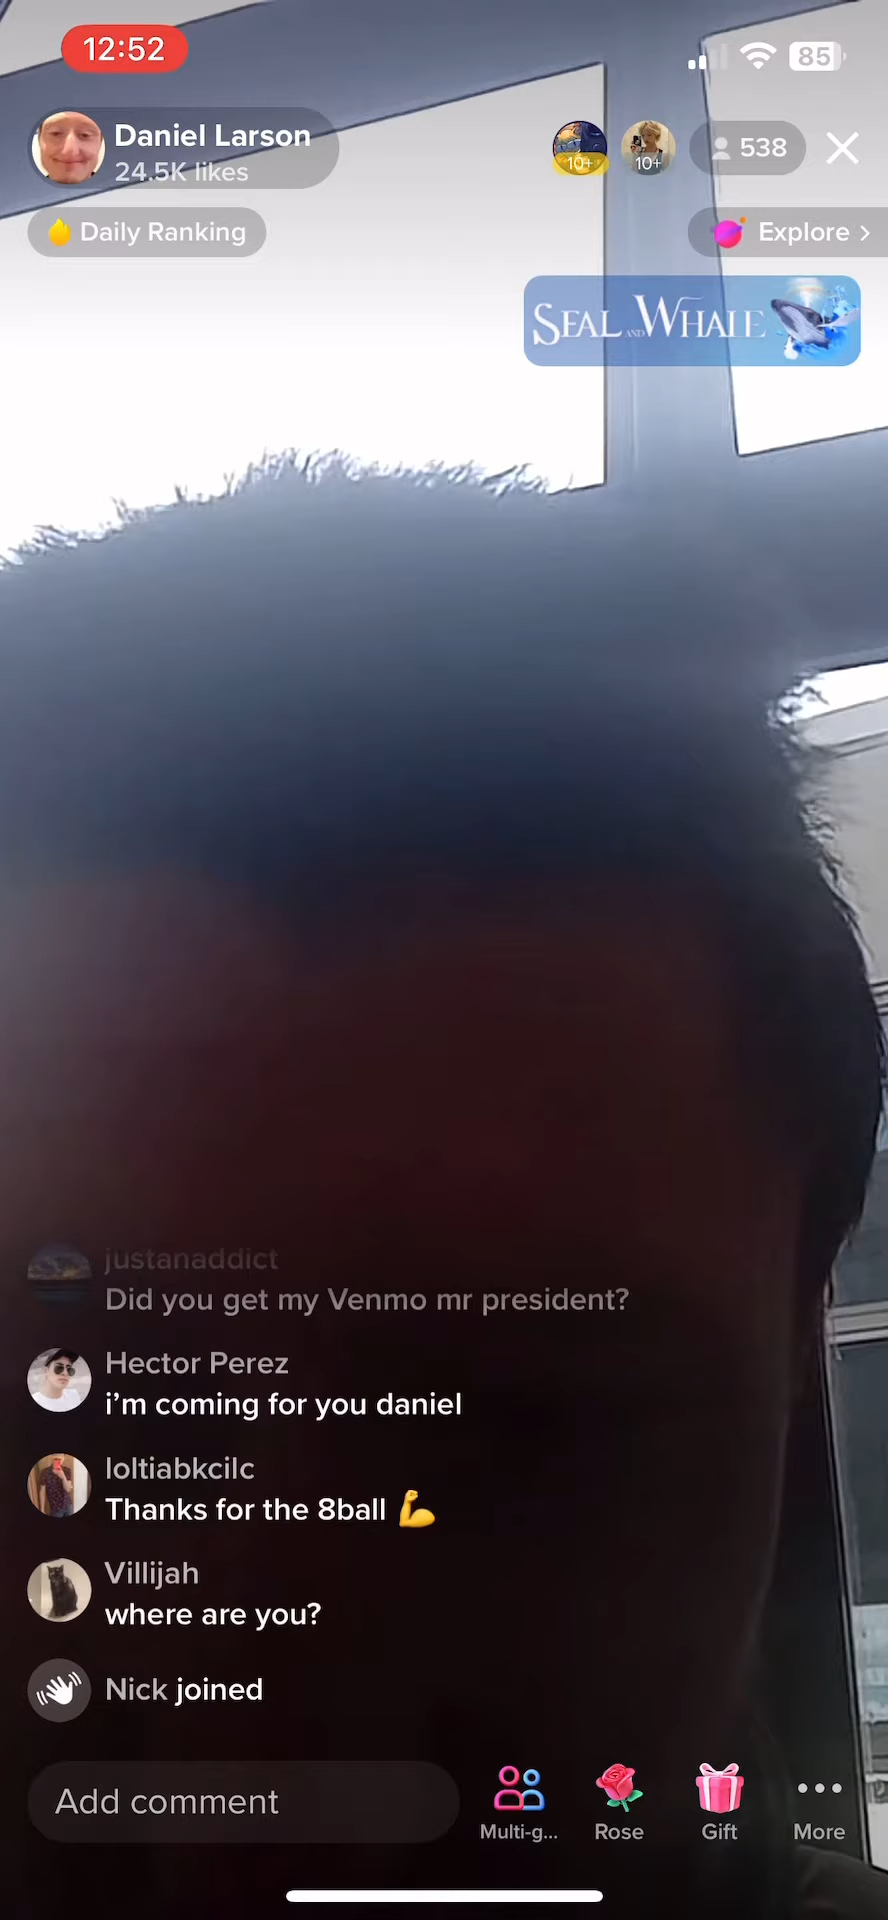 12:52
85
Daniel Larson
24.5K likes
10+
10+
538
Daily Ranking
Explore >
SEAL AND WHALE
justanaddict
Did you get my Venmo mr president?
Hector Perez
i'm coming for you daniel
loltiabkcilc
Thanks for the 8ball 💪
Villijah
where are you?
Nick joined
Add comment
Multi-g...
Rose
Gift
More